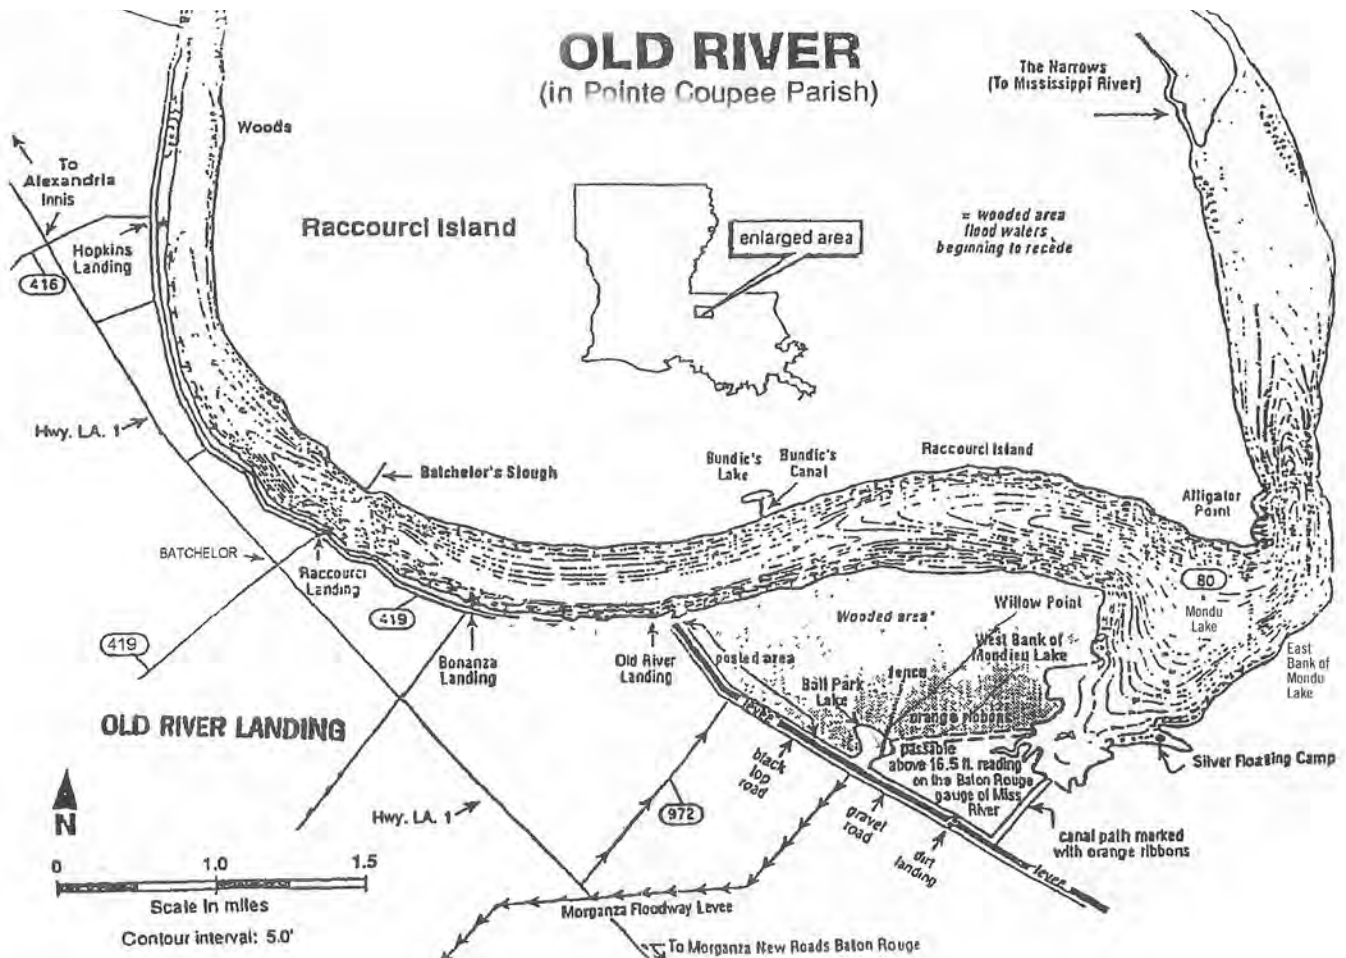 OLD RIVER
(in Pointe Coupee Parish)
The Narrows
(To Mississippi River)
Woods
To
Alexandria
Innis
Hopkins
Landing
416
Raccourci Island
enlarged area
= wooded area
flood waters
beginning to recede
Hwy. LA. 1
Batchelor's Slough
Bundic's
Lake
Bundic's
Canal
Raccourci Island
Alligator
Point
BATCHELOR
Raccourci
Landing
419
419
80
Mondu
Lake
East
Bank of
Mondu
Lake
Willow Point
Wooded area*
West Bank of
Mondieu Lake
Bonanza
Landing
Old River
Landing
posted area
Ball Park
Lake
fence
orange ribbons
passable
above 16.5 ft. reading
on the Baton Rouge
gauge of Miss
River
Silver Floating Camp
OLD RIVER LANDING
levee
black
top
road
gravel
road
dirt
landing
levee
canal path marked
with orange ribbons
N
Hwy. LA. 1
972
0 1.0 1.5
Scale in miles
Contour interval: 5.0'
Morganza Floodway Levee
To Morganza New Roads Baton Rouge